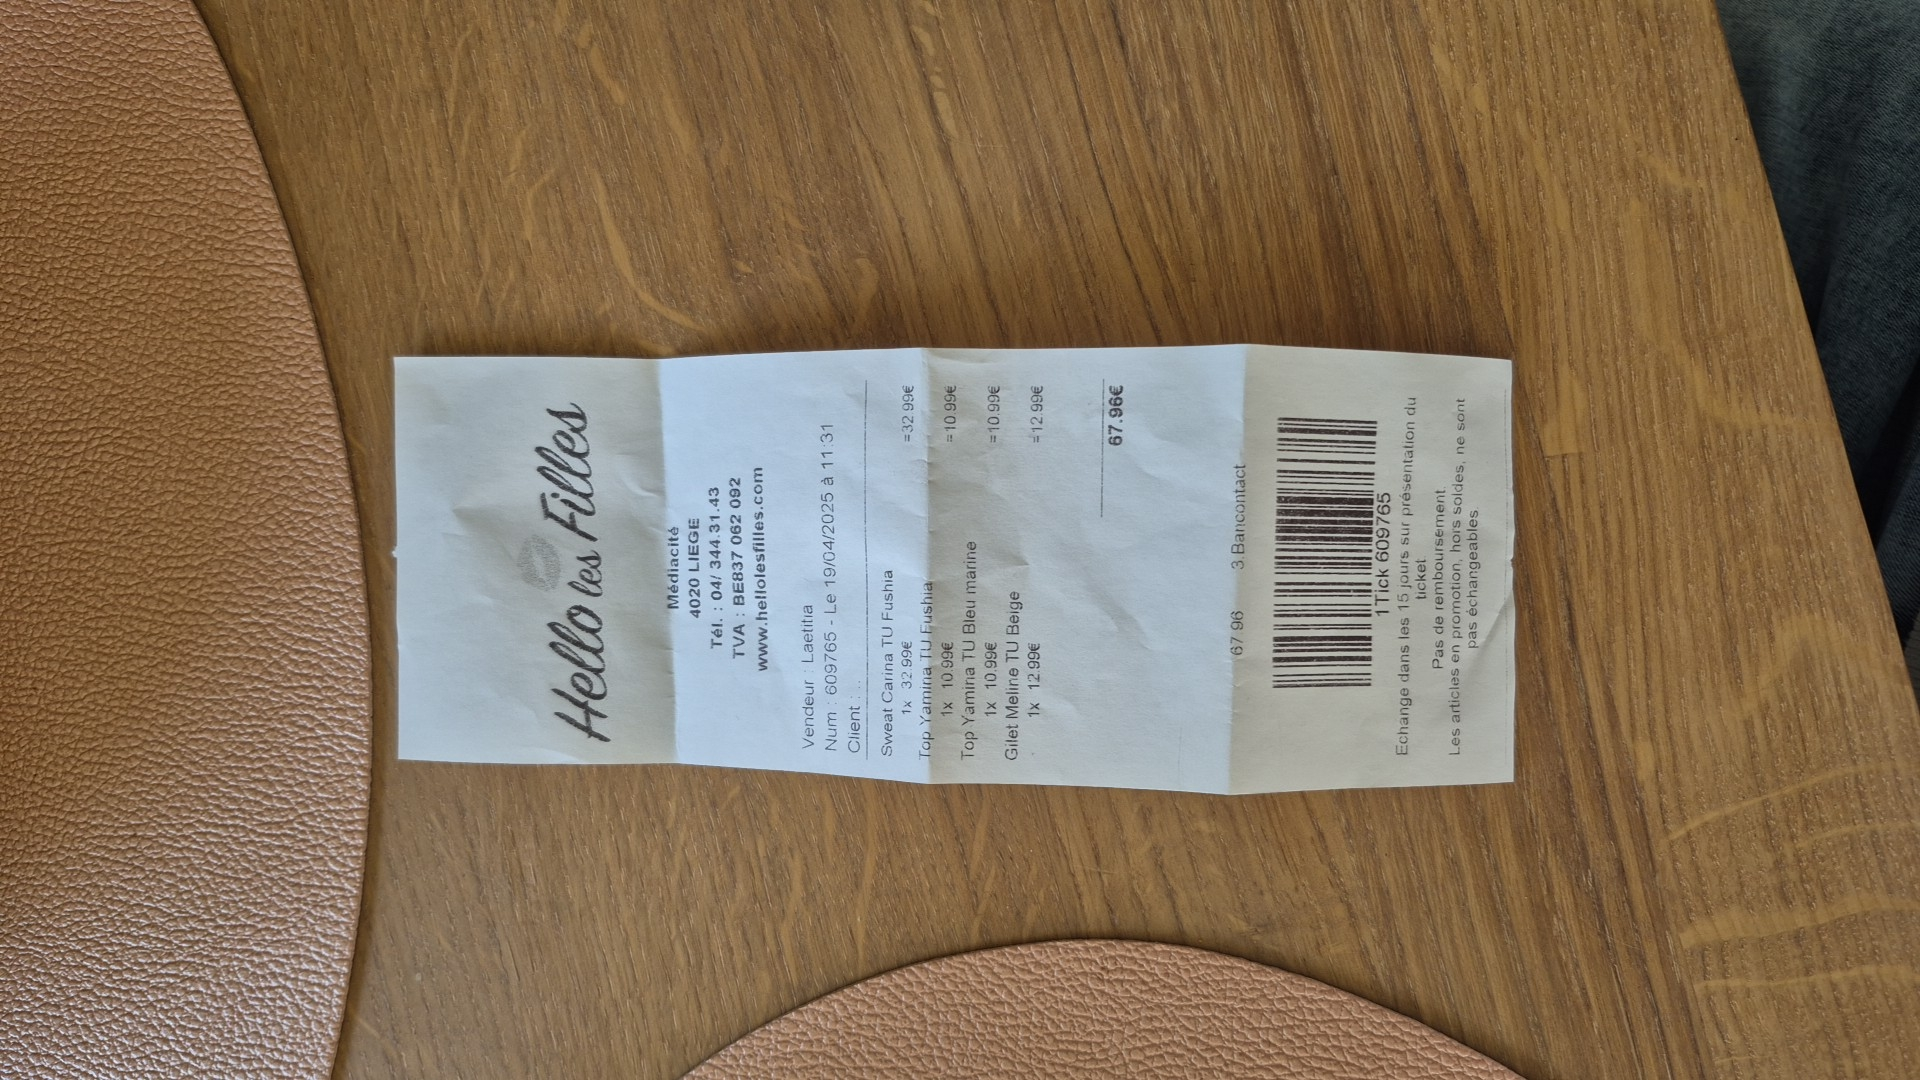 Hello les Filles
Médiacité
4020 LIEGE
Tél. : 04/ 344.31.43
TVA : BE837 062 092
www.hellolesfilles.com
Vendeur : Laetitia
Num : 609765 - Le 19/04/2025 à 11:31
Client : ..
Sweat Carina TU Fushia
1x 32.99€ =32.99€
Top Yamina TU Fushia
1x 10.99€ =10.99€
Top Yamina TU Bleu marine
1x 10.99€ =10.99€
Gilet Meline TU Beige
1x 12.99€ =12.99€
67.96€
67.96 3.Bancontact
1Tick 609765
Echange dans les 15 jours sur présentation du
ticket.
Pas de remboursement.
Les articles en promotion, hors soldes, ne sont
pas échangeables.